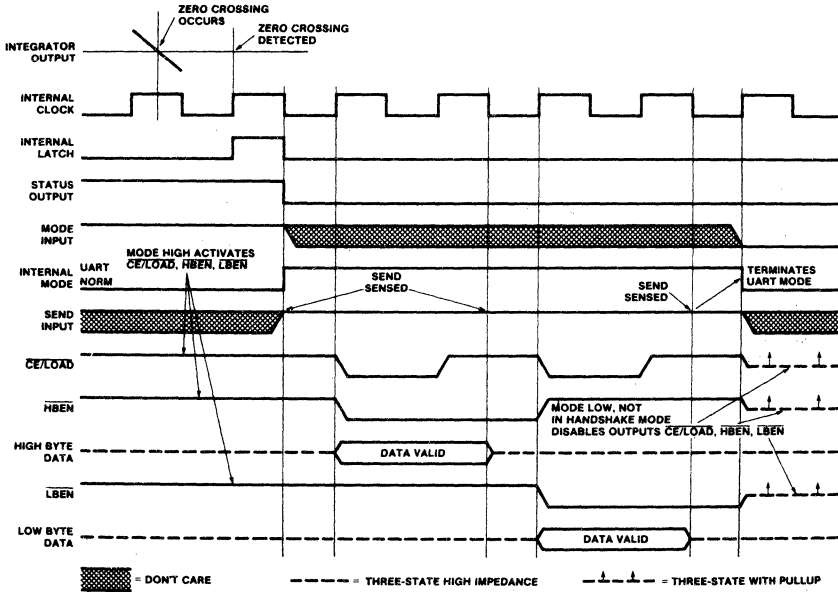 ZERO CROSSING
OCCURS
ZERO CROSSING
DETECTED
INTEGRATOR
OUTPUT
INTERNAL
CLOCK
INTERNAL
LATCH
STATUS
OUTPUT
MODE
INPUT
MODE HIGH ACTIVATES
CE/LOAD, HBEN, LBEN
INTERNAL
MODE
UART
NORM
SEND
SENSED
SEND
SENSED
TERMINATES
UART MODE
SEND
INPUT
CE/LOAD
HBEN
MODE LOW, NOT
IN HANDSHAKE MODE
DISABLES OUTPUTS CE/LOAD, HBEN, LBEN
HIGH BYTE
DATA
DATA VALID
LBEN
LOW BYTE
DATA
DATA VALID
= DON'T CARE
= THREE-STATE HIGH IMPEDANCE
= THREE-STATE WITH PULLUP